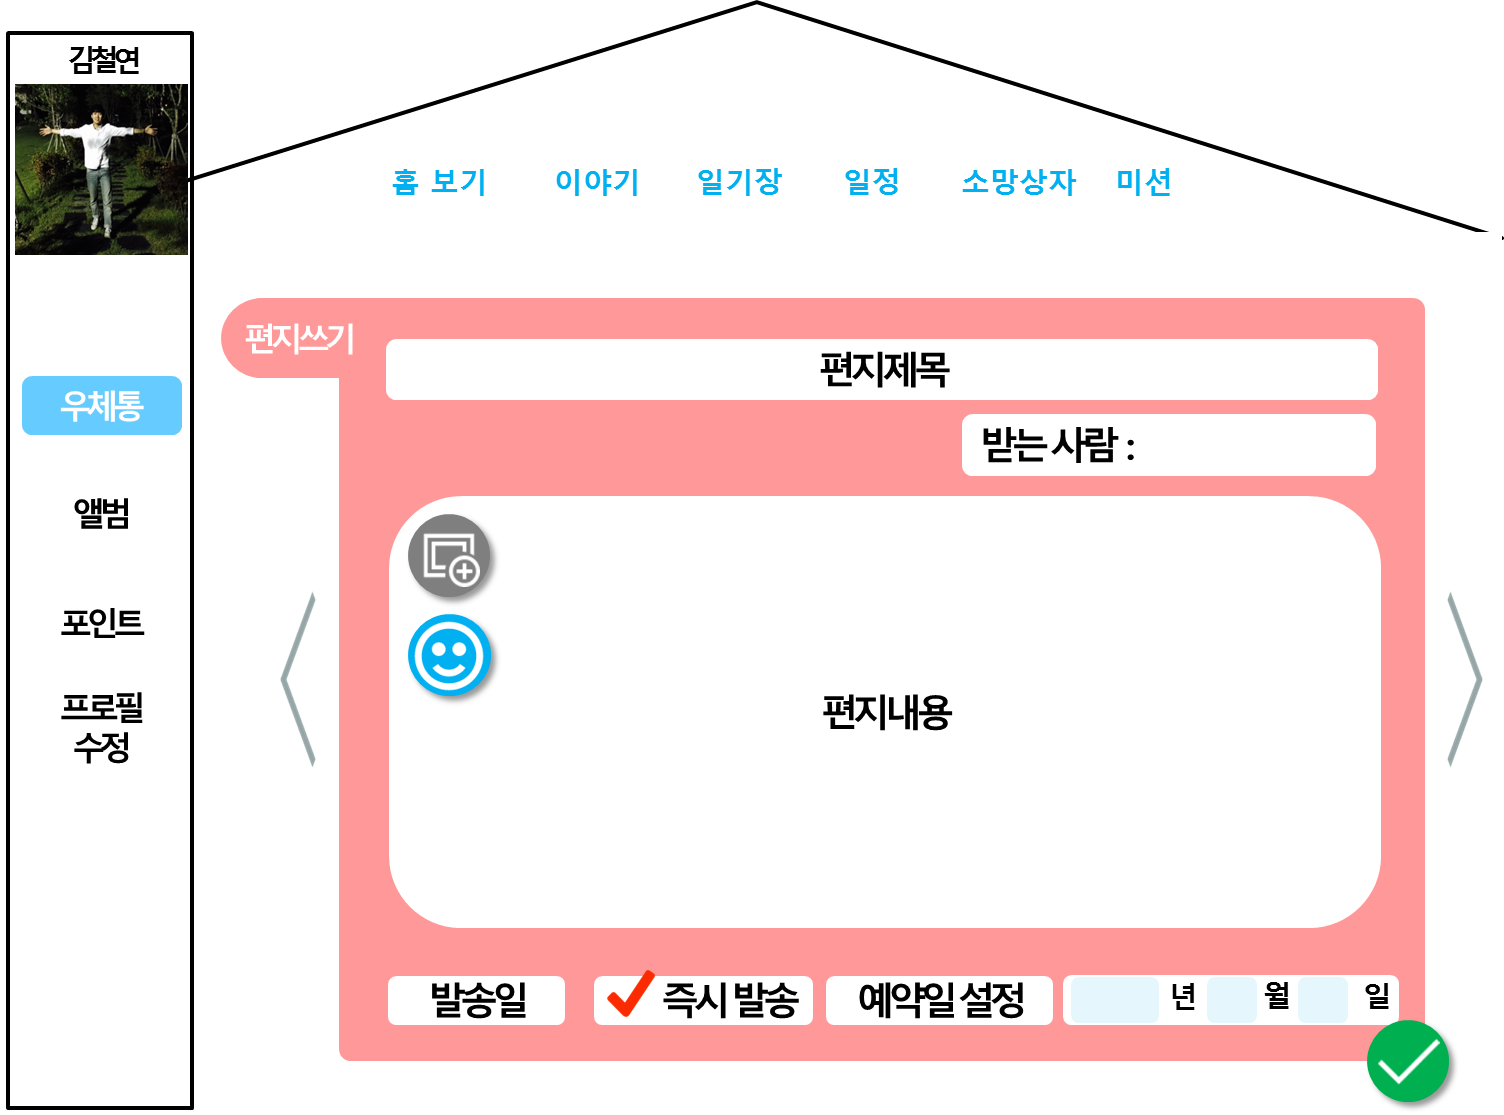 김철연
홈 보기 이야기 일기장 일정 소망상자 미션
우체통
앨범
포인트
프로필
수정
편지쓰기
편지제목
받는 사람 :
편지내용
발송일 즉시 발송 예약일 설정 년 월 일